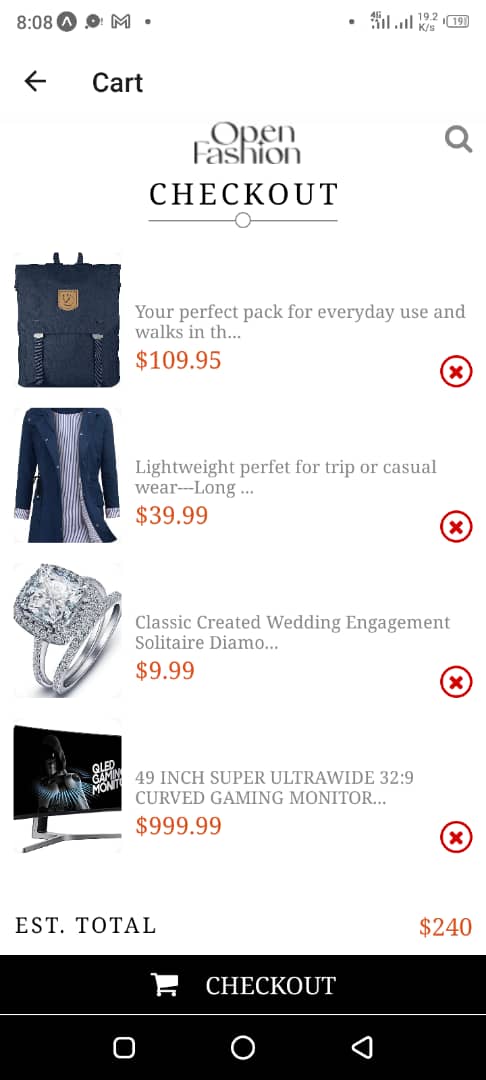 8:08
4G
19.2
K/s
19
Cart
Open
Fashion
CHECKOUT
Your perfect pack for everyday use and
walks in th...
$109.95
Lightweight perfet for trip or casual
wear---Long ...
$39.99
Classic Created Wedding Engagement
Solitaire Diamo...
$9.99
QLED
GAMIN
MONIT
49 INCH SUPER ULTRAWIDE 32:9
CURVED GAMING MONITOR...
$999.99
EST. TOTAL
$240
CHECKOUT